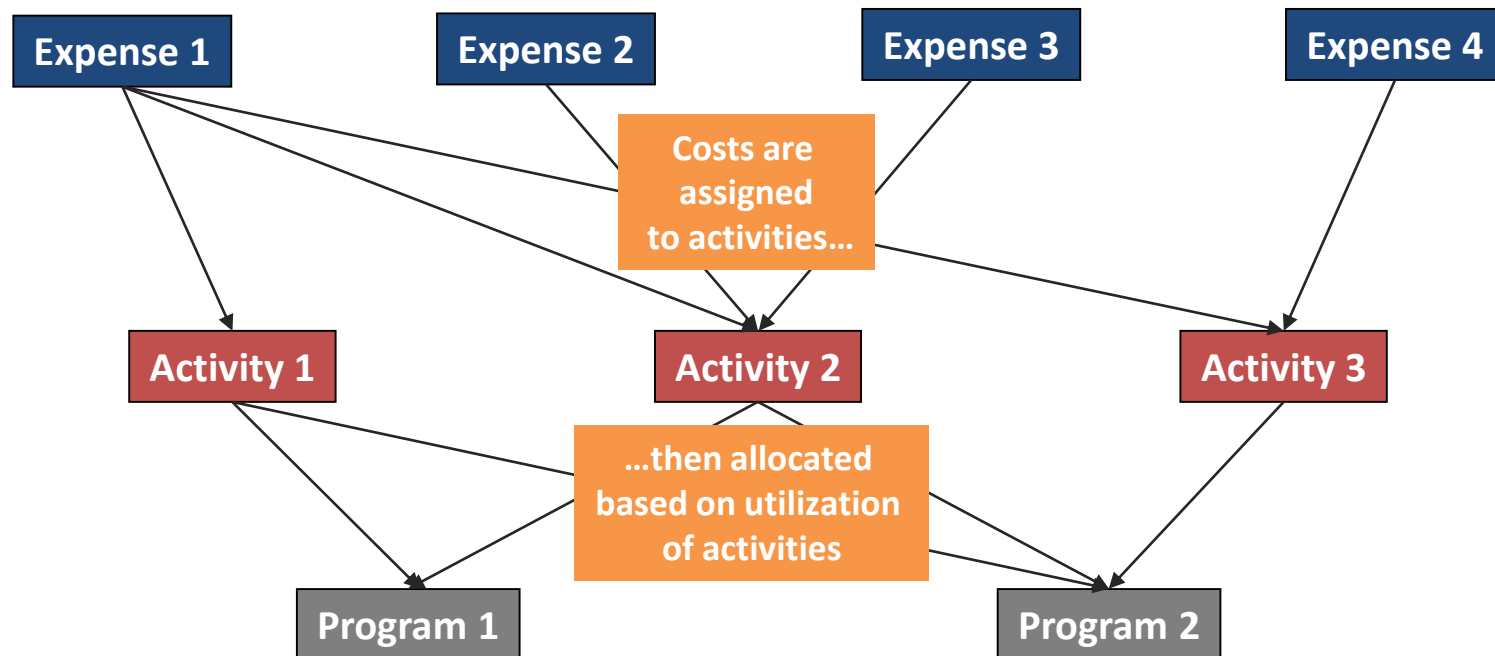 Expense 1
Expense 2
Expense 3
Expense 4
Costs are
assigned
to activities…
Activity 1
Activity 2
Activity 3
…then allocated
based on utilization
of activities
Program 1
Program 2